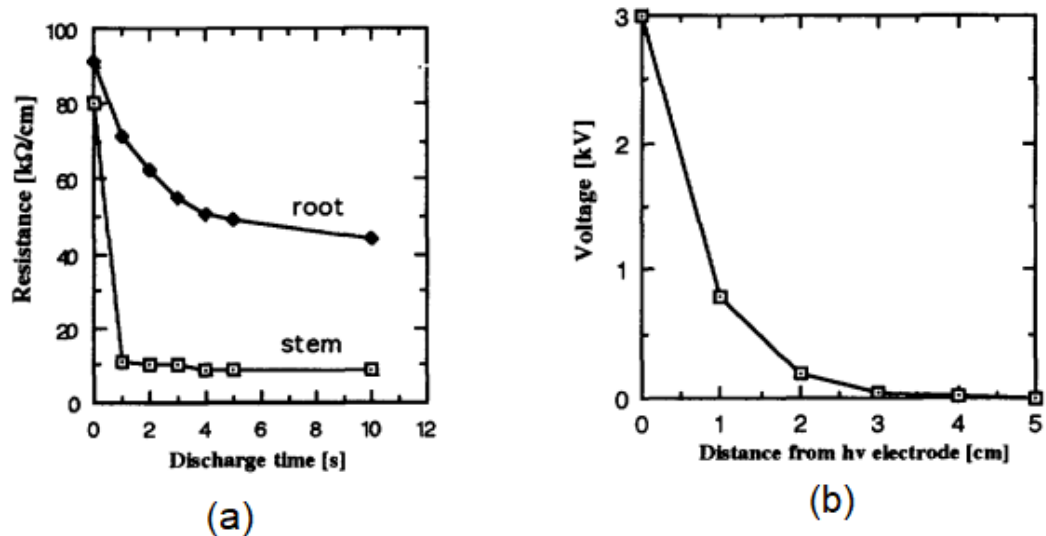 Resistance [kΩ/cm]
100
80
60
40
20
0
root
stem
0 2 4 6 8 10 12
Discharge time [s]
(a)
Voltage [kV]
3
2
1
0
0 1 2 3 4 5
Distance from hv electrode [cm]
(b)